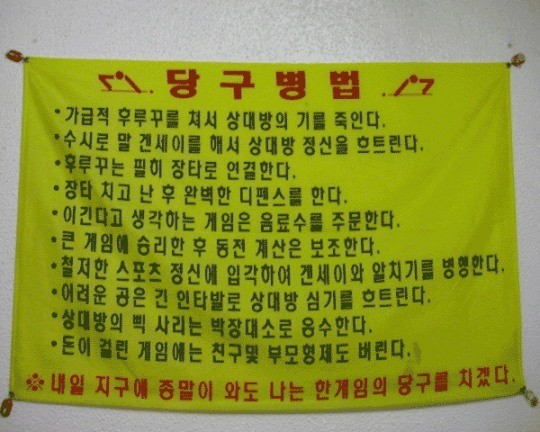 당구병법
• 가급적 후루꾸를 쳐서 상대방의 기를 죽인다.
• 수시로 말 겐세이를 해서 상대방 정신을 흐트린다.
• 후루꾸는 필히 장타로 연결한다.
• 장타 치고 난 후 완벽한 디펜스를 한다.
• 이긴다고 생각하는 게임은 음료수를 주문한다.
• 큰 게임에 승리한 후 동전 계산은 보조한다.
• 철저한 스포츠 정신에 입각하여 겐세이와 알치기를 병행한다.
• 어려운 공은 긴 인타발로 상대방 심기를 흐트린다.
• 상대방의 삑 사리는 박장대소로 응수한다.
• 돈이 걸린 게임에는 친구및 부모형제도 버린다.
※ 내일 지구에 종말이 와도 나는 한게임의 당구를 치겠다.